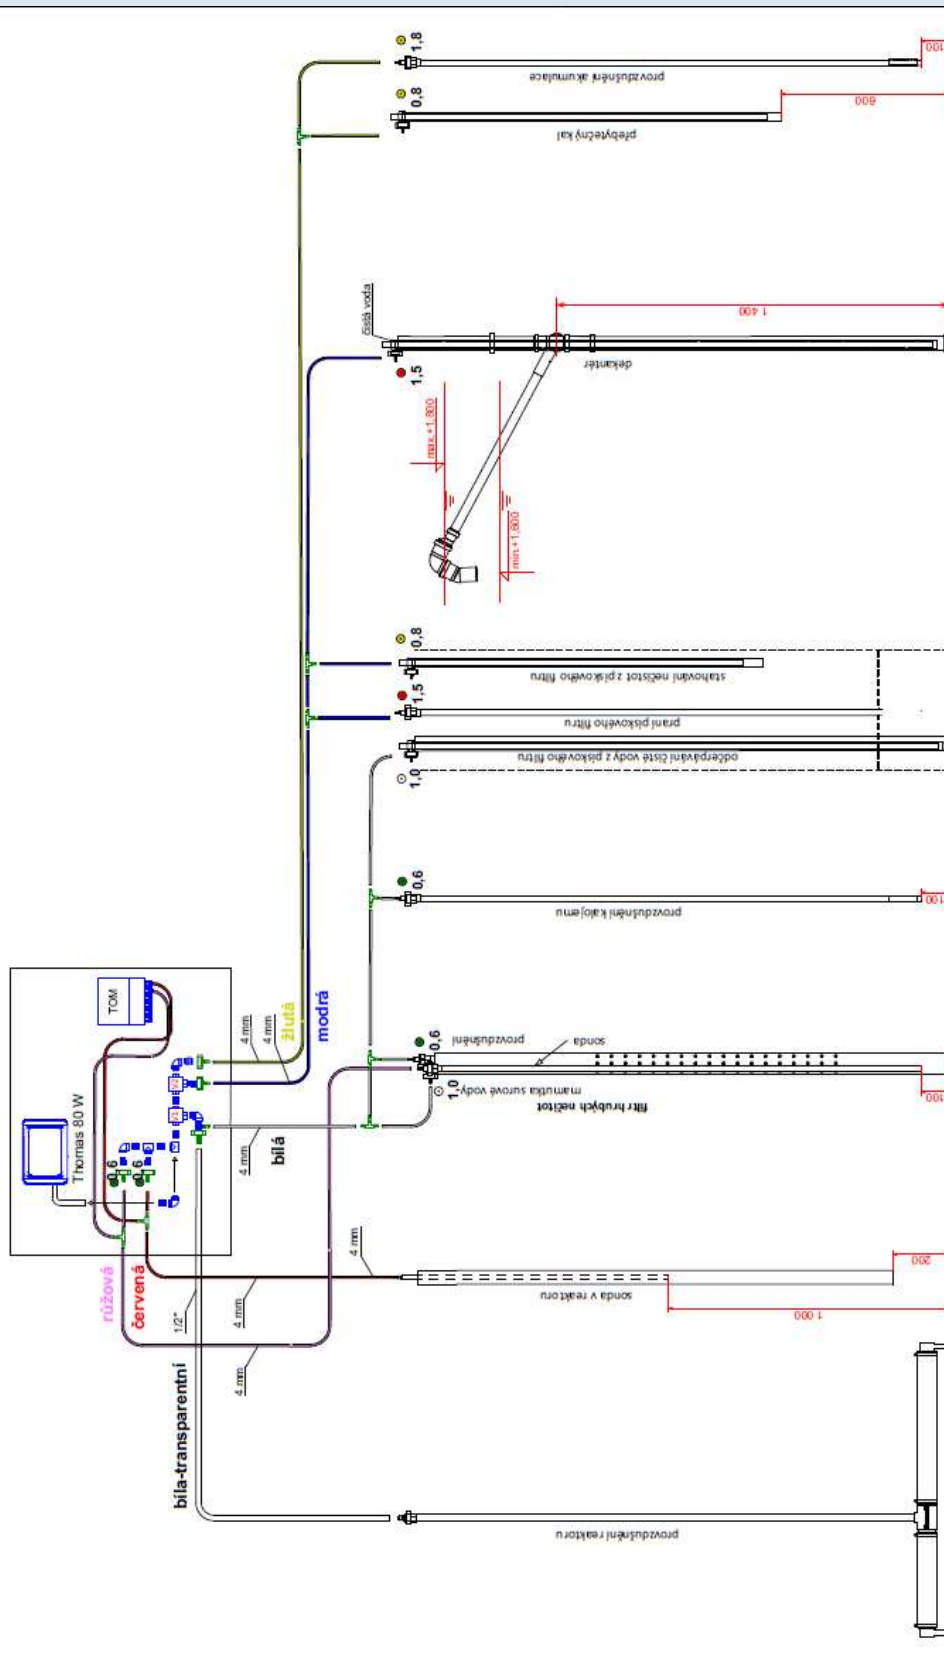 1,8
provzdušnění akumulace
100
0,8
přebytečný kal
600
čistá voda
1,5
dekantér
1 400
max.+1,800
min.+1,600
0,8
stahování nečistot z pískového filtru
1,5
praní pískového filtru
1,0
odčerpávání čisté vody z pískového filtru
0,6
provzdušnění kalojemu
100
TOM
Thomas 80 W
V2
V1
0,6
0,6
4 mm
žlutá
4 mm
modrá
0,6
provzdušnění
sonda
1,0
mamutka surové vody
filtr hrubých nečistot
100
4 mm
bílá
růžová
červená
1/2"
4 mm
4 mm
4 mm
sonda v reaktoru
200
1 000
bíla-transparentní
provzdušnění reaktoru